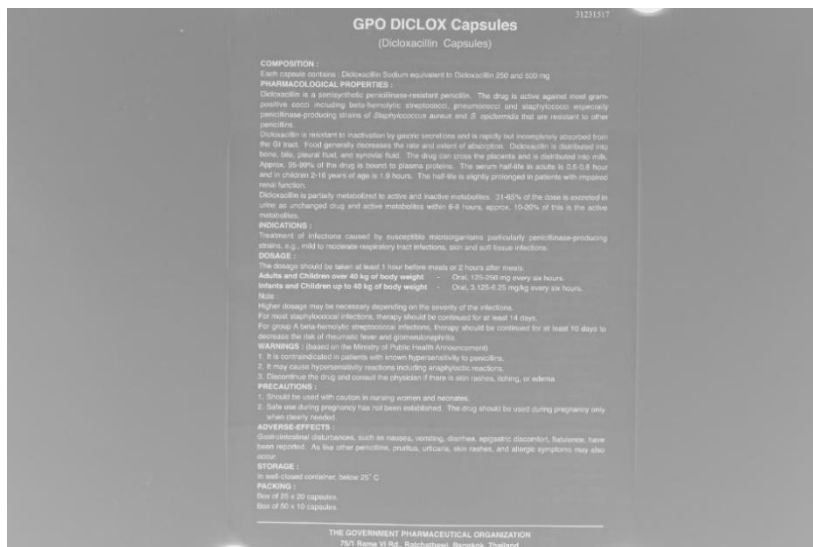 31231517
GPO DICLOX Capsules
(Dicloxacillin Capsules)
COMPOSITION :
Each capsule contains : Dicloxacillin Sodium equivalent to Dicloxacillin 250 and 500 mg
PHARMACOLOGICAL PROPERTIES :
Dicloxacillin is a semisynthetic penicillinase-resistant penicillin. The drug is active against most gram-
positive cocci including beta-hemolytic streptococci, pneumococci and staphylococci especially
penicillinase-producing strains of Staphylococcus aureus and S. epidermidis that are resistant to other
penicillins.
Dicloxacillin is resistant to inactivation by gastric secretions and is rapidly but incompletely absorbed from
the GI tract. Food generally decreases the rate and extent of absorption. Dicloxacillin is distributed into
bone, bile, pleural fluid, and synovial fluid. The drug can cross the placenta and is distributed into milk.
Approx. 95-99% of the drug is bound to plasma proteins. The serum half-life in adults is 0.6-0.8 hour
and in children 2-16 years of age is 1.9 hours. The half-life is slightly prolonged in patients with impaired
renal function.
Dicloxacillin is partially metabolized to active and inactive metabolites. 31-65% of the dose is excreted in
urine as unchanged drug and active metabolites within 6-8 hours, approx. 10-20% of this is the active
metabolites.
INDICATIONS :
Treatment of infections caused by susceptible microorganisms particularly penicillinase-producing
strains, e.g., mild to moderate respiratory tract infections, skin and soft tissue infections.
DOSAGE :
The dosage should be taken at least 1 hour before meals or 2 hours after meals.
Adults and Children over 40 kg of body weight - Oral, 125-250 mg every six hours.
Infants and Children up to 40 kg of body weight - Oral, 3.125-6.25 mg/kg every six hours.
Note :
Higher dosage may be necessary depending on the severity of the infections.
For most staphylococcal infections, therapy should be continued for at least 14 days.
For group A beta-hemolytic streptococcal infections, therapy should be continued for at least 10 days to
decrease the risk of rheumatic fever and glomerulonephritis.
WARNINGS : (based on the Ministry of Public Health Announcement)
1. It is contraindicated in patients with known hypersensitivity to penicillins.
2. It may cause hypersensitivity reactions including anaphylactic reactions.
3. Discontinue the drug and consult the physician if there is skin rashes, itching, or edema.
PRECAUTIONS :
1. Should be used with caution in nursing women and neonates.
2. Safe use during pregnancy has not been established. The drug should be used during pregnancy only
when clearly needed.
ADVERSE-EFFECTS :
Gastrointestinal disturbances, such as nausea, vomiting, diarrhea, epigastric discomfort, flatulence, have
been reported. As like other penicillins, pruritus, urticaria, skin rashes, and allergic symptoms may also
occur.
STORAGE :
In well-closed container, below 25° C
PACKING :
Box of 25 x 20 capsules.
Box of 50 x 10 capsules.
THE GOVERNMENT PHARMACEUTICAL ORGANIZATION
75/1 Rama VI Rd., Ratchathewi, Bangkok, Thailand